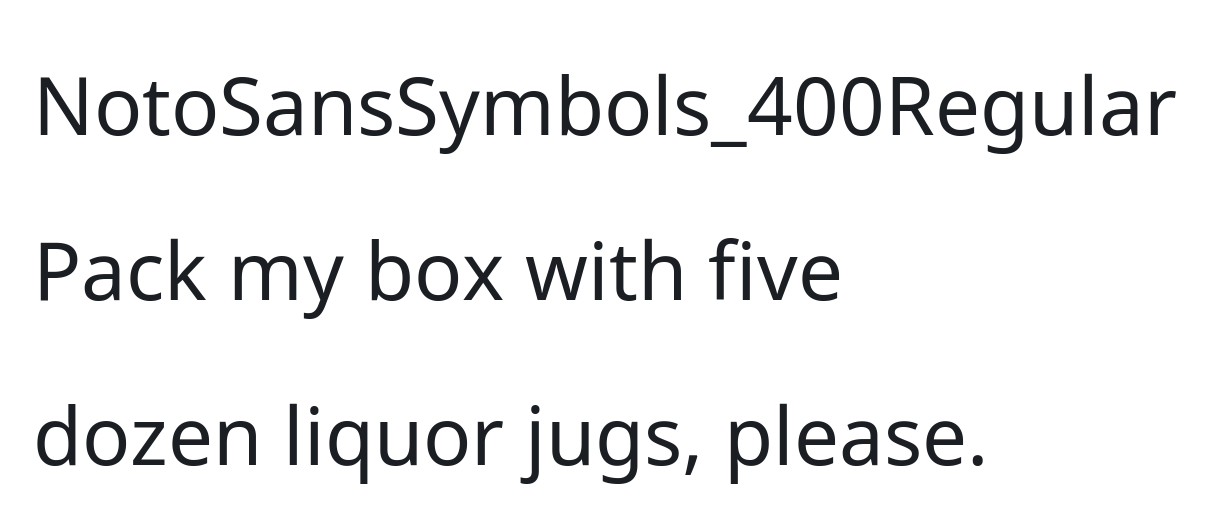 NotoSansSymbols_400Regular
Pack my box with five
dozen liquor jugs, please.